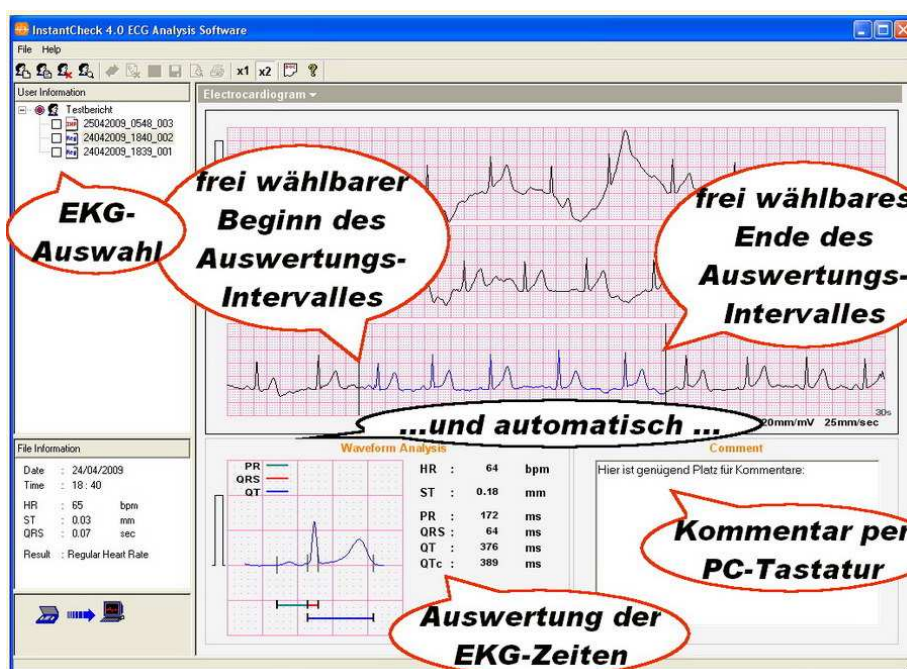 InstantCheck 4.0 ECG Analysis Software
File Help
x1 x2
User Information
Testbericht
25042009_0548_003
24042009_1840_002
24042009_1839_001
EKG-
Auswahl
Electrocardiogram
frei wählbarer
Beginn des
Auswertungs-
Intervalles
frei wählbares
Ende des
Auswertungs-
Intervalles
30s
20mm/mV 25mm/sec
...und automatisch ...
File Information
Date : 24/04/2009
Time : 18 : 40
HR : 65 bpm
ST : 0.03 mm
QRS : 0.07 sec
Result : Regular Heart Rate
Waveform Analysis
PR
QRS
QT
HR : 64 bpm
ST : 0.18 mm
PR : 172 ms
QRS : 64 ms
QT : 376 ms
QTc : 389 ms
Auswertung der
EKG-Zeiten
Comment
Hier ist genügend Platz für Kommentare:
Kommentar per
PC-Tastatur